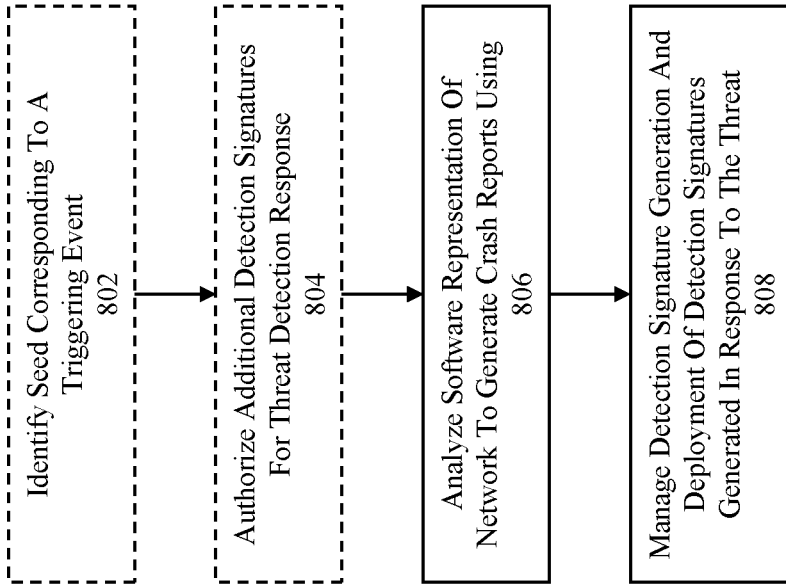 Identify Seed Corresponding To A
Triggering Event
802
Authorize Additional Detection Signatures
For Threat Detection Response
804
Analyze Software Representation Of
Network To Generate Crash Reports Using
806
Manage Detection Signature Generation And
Deployment Of Detection Signatures
Generated In Response To The Threat
808